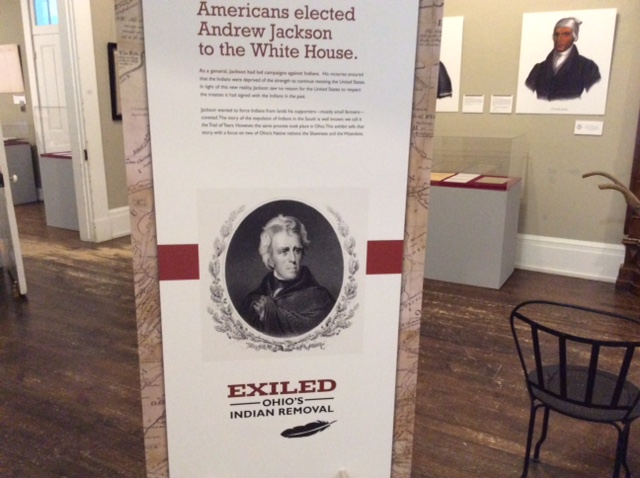 Americans elected
Andrew Jackson
to the White House.
As a general, Jackson had led campaigns against Indians. His victories ensured
that the Indians were deprived of the strength to continue resisting the United States.
In light of this new reality, Jackson saw no reason for the United States to respect
the treaties it had signed with the Indians in the past.
Jackson wanted to force Indians from lands his supporters - mostly small farmers -
coveted. The story of the expulsion of Indians in the South is well known; we call it
the Trail of Tears. However, the same process took place in Ohio. This exhibit tells that
story with a focus on two of Ohio's Native nations: the Shawnee and the Wyandotte.
EXILED
OHIO'S
INDIAN REMOVAL